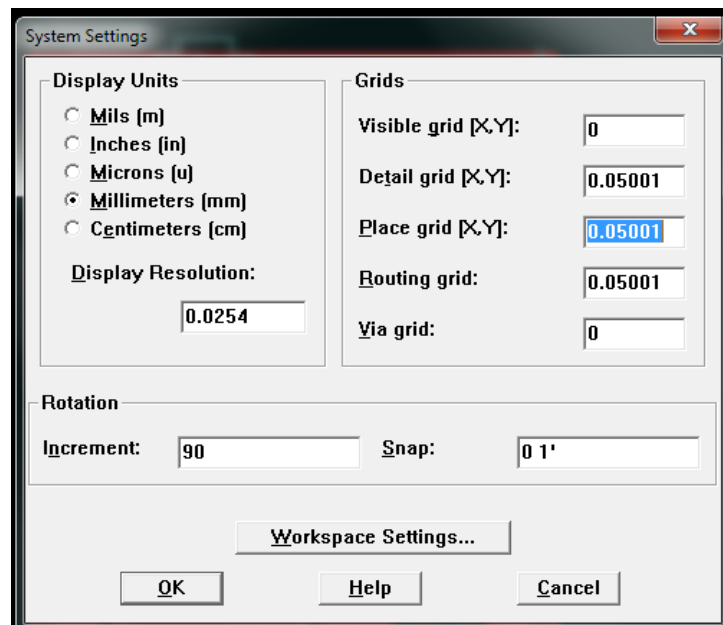 System Settings
Display Units
Mils (m)
Inches (in)
Microns (u)
Millimeters (mm)
Centimeters (cm)
Display Resolution:
0.0254
Grids
Visible grid [X,Y]: 0
Detail grid [X,Y]: 0.05001
Place grid [X,Y]: 0.05001
Routing grid: 0.05001
Via grid: 0
Rotation
Increment: 90 Snap: 0 1'
Workspace Settings...
OK Help Cancel